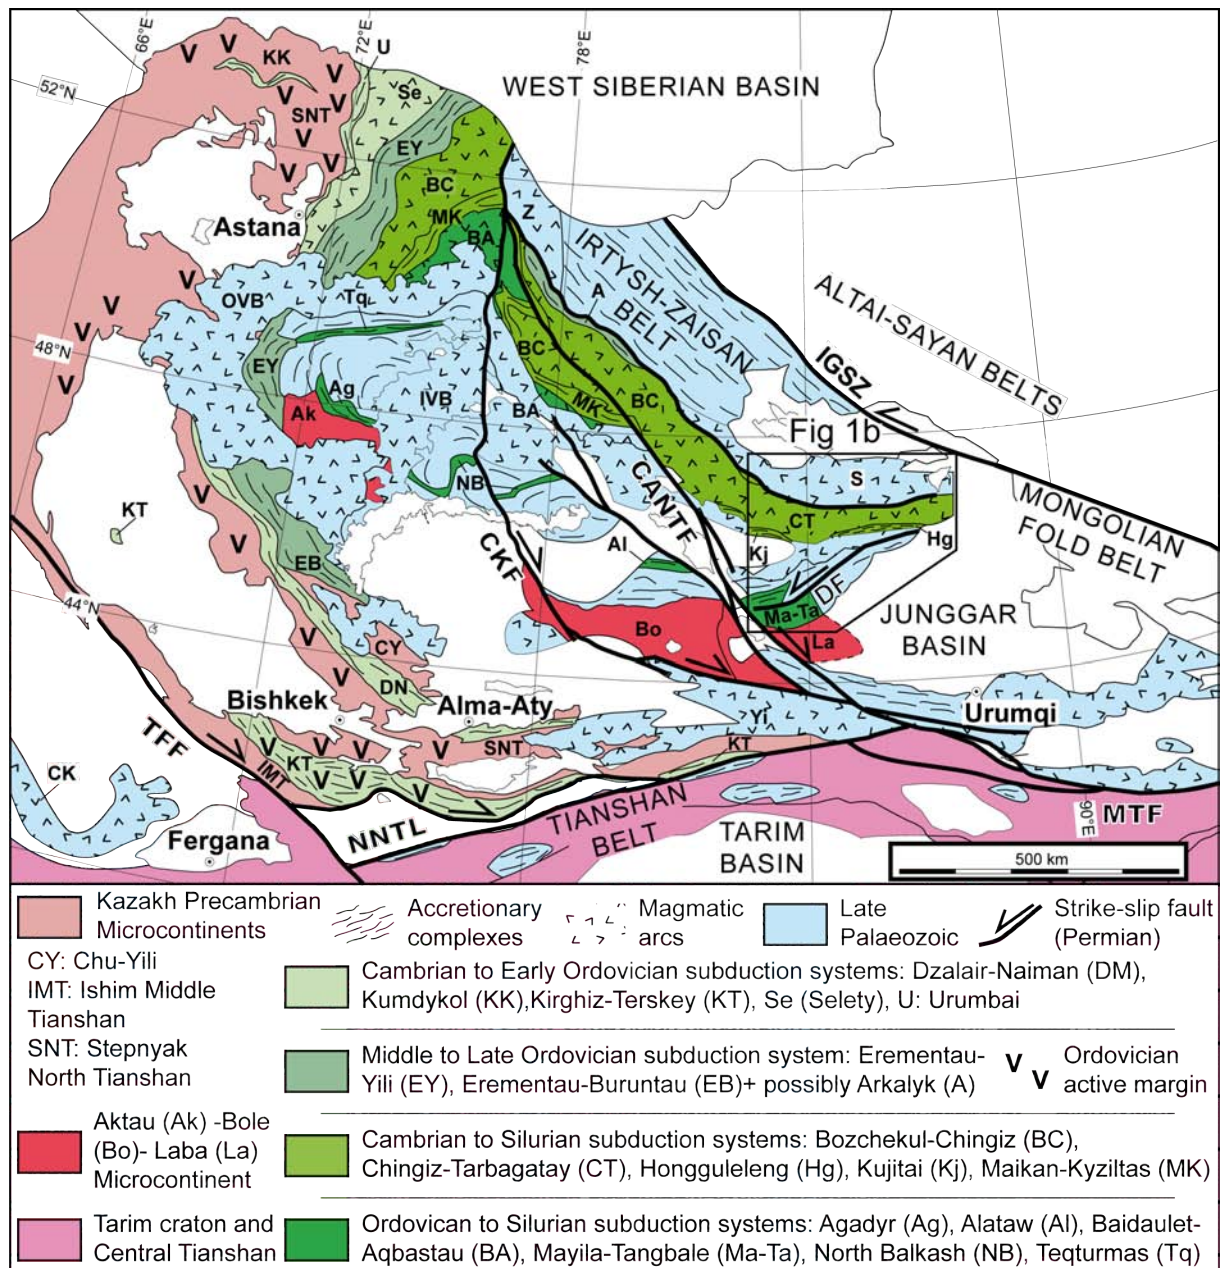 66°E
72°E
78°E
U
KK
52°N
Se
WEST SIBERIAN BASIN
SNT
EY
BC
MK
Astana
BA
Z
IRTYSH-ZAISAN
BELT
A
OVB
Tq
ALTAI-SAYAN BELTS
48°N
EY
BC
IGSZ
Ag
Ak
IVB
BA
MK
BC
Fig 1b
CANTF
S
NB
MONGOLIAN
FOLD BELT
KT
CT
CKF
Al
Kj
Hg
EB
DF
44°N
Ma-Ta
JUNGGAR
BASIN
Bo
La
CY
DN
Bishkek
Alma-Aty
Yi
Urumqi
TFF
SNT
KT
KT
IMT
CK
NNTL
TIANSHAN
BELT
TARIM
BASIN
90°E
MTF
Fergana
500 km
Kazakh Precambrian
Microcontinents
Accretionary
complexes
Magmatic
arcs
Late
Palaeozoic
Strike-slip fault
(Permian)
CY: Chu-Yili
IMT: Ishim Middle
Tianshan
SNT: Stepnyak
North Tianshan
Cambrian to Early Ordovician subduction systems: Dzalair-Naiman (DM),
Kumdykol (KK),Kirghiz-Terskey (KT), Se (Selety), U: Urumbai
Middle to Late Ordovician subduction system: Erementau-
Yili (EY), Erementau-Buruntau (EB)+ possibly Arkalyk (A)
V
V
Ordovician
active margin
Aktau (Ak) -Bole
(Bo)- Laba (La)
Microcontinent
Cambrian to Silurian subduction systems: Bozchekul-Chingiz (BC),
Chingiz-Tarbagatay (CT), Honggueleng (Hg), Kujitai (Kj), Maikan-Kyziltas (MK)
Tarim craton and
Central Tianshan
Ordovican to Silurian subduction systems: Agadyr (Ag), Alataw (Al), Baidaulet-
Aqbastau (BA), Mayila-Tangbale (Ma-Ta), North Balkash (NB), Teqturmas (Tq)